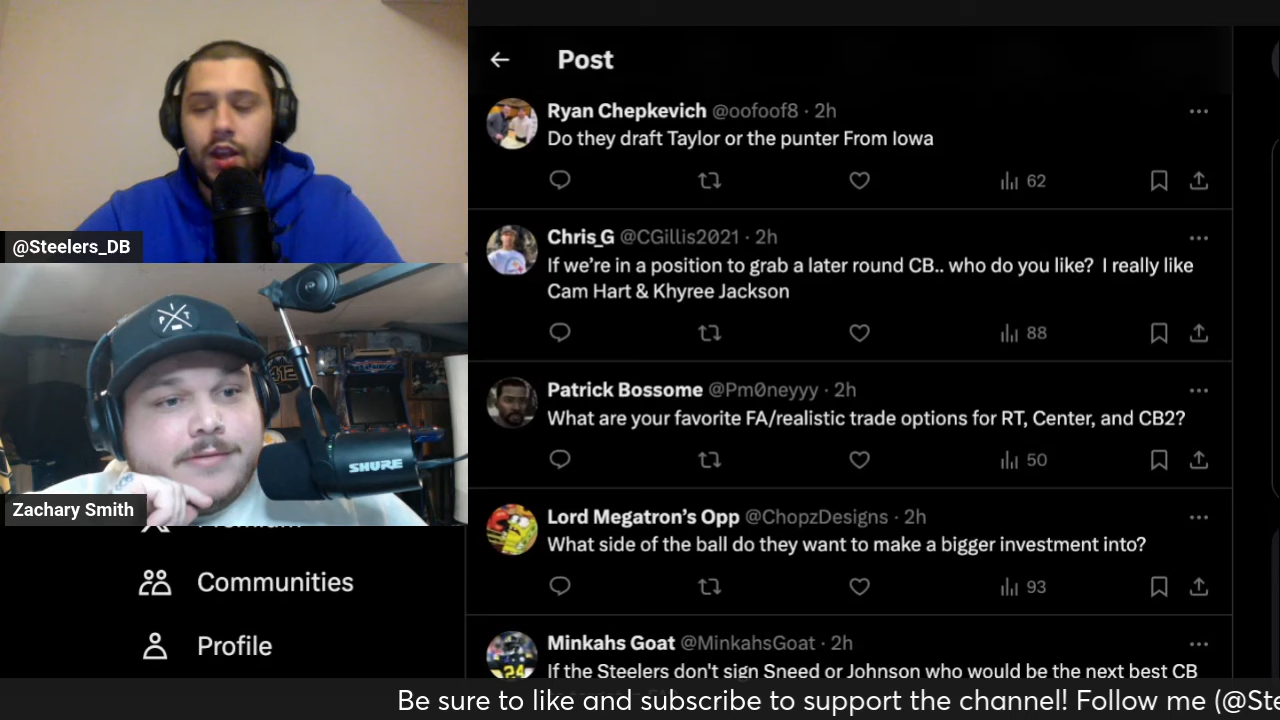 @Steelers_DB
P I T
412
SHURE
Zachary Smith
Communities
Profile
Post
Ryan Chepkevich @oofoof8 · 2h
Do they draft Taylor or the punter From Iowa
62
Chris_G @CGillis2021 · 2h
If we’re in a position to grab a later round CB.. who do you like?  I really like
Cam Hart & Khyree Jackson
88
Patrick Bossome @Pm0neyyy · 2h
What are your favorite FA/realistic trade options for RT, Center, and CB2?
50
Lord Megatron’s Opp @ChopzDesigns · 2h
What side of the ball do they want to make a bigger investment into?
93
Minkahs Goat @MinkahsGoat · 2h
24
If the Steelers don't sign Sneed or Johnson who would be the next best CB
Be sure to like and subscribe to support the channel! Follow me (@Ste